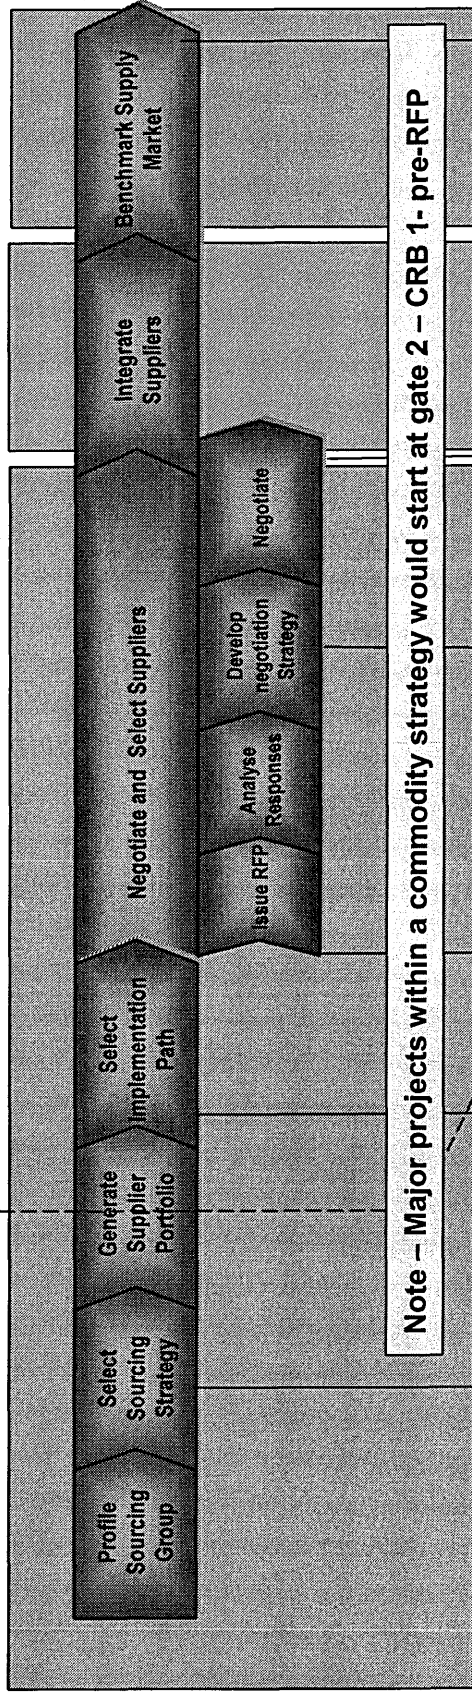 Profile
Sourcing
Group
Select
Sourcing
Strategy
Generate
Supplier
Portfolio
Select
Implementation
Path
Negotiate and Select Suppliers
Integrate
Suppliers
Benchmark Supply
Market
Issue RFP
Analyse
Responses
Develop
negotiation
Strategy
Negotiate
Note – Major projects within a commodity strategy would start at gate 2 – CRB 1- pre-RFP